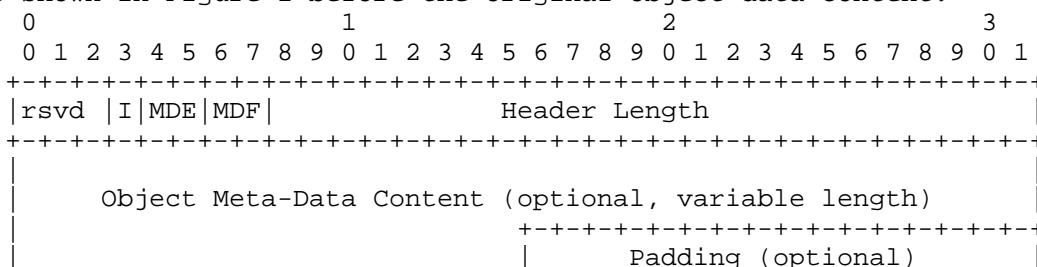 shown in Figure 1 before the original object data content.
0                   1                   2                   3
0 1 2 3 4 5 6 7 8 9 0 1 2 3 4 5 6 7 8 9 0 1 2 3 4 5 6 7 8 9 0 1
+-+-+-+-+-+-+-+-+-+-+-+-+-+-+-+-+-+-+-+-+-+-+-+-+-+-+-+-+-+-+-+-+
|rsvd |I|MDE|MDF|              Header Length                    |
+-+-+-+-+-+-+-+-+-+-+-+-+-+-+-+-+-+-+-+-+-+-+-+-+-+-+-+-+-+-+-+-+
|                                                               |
|     Object Meta-Data Content (optional, variable length)      |
|                               +-+-+-+-+-+-+-+-+-+-+-+-+-+-+-+-+
|                               |      Padding (optional)       |